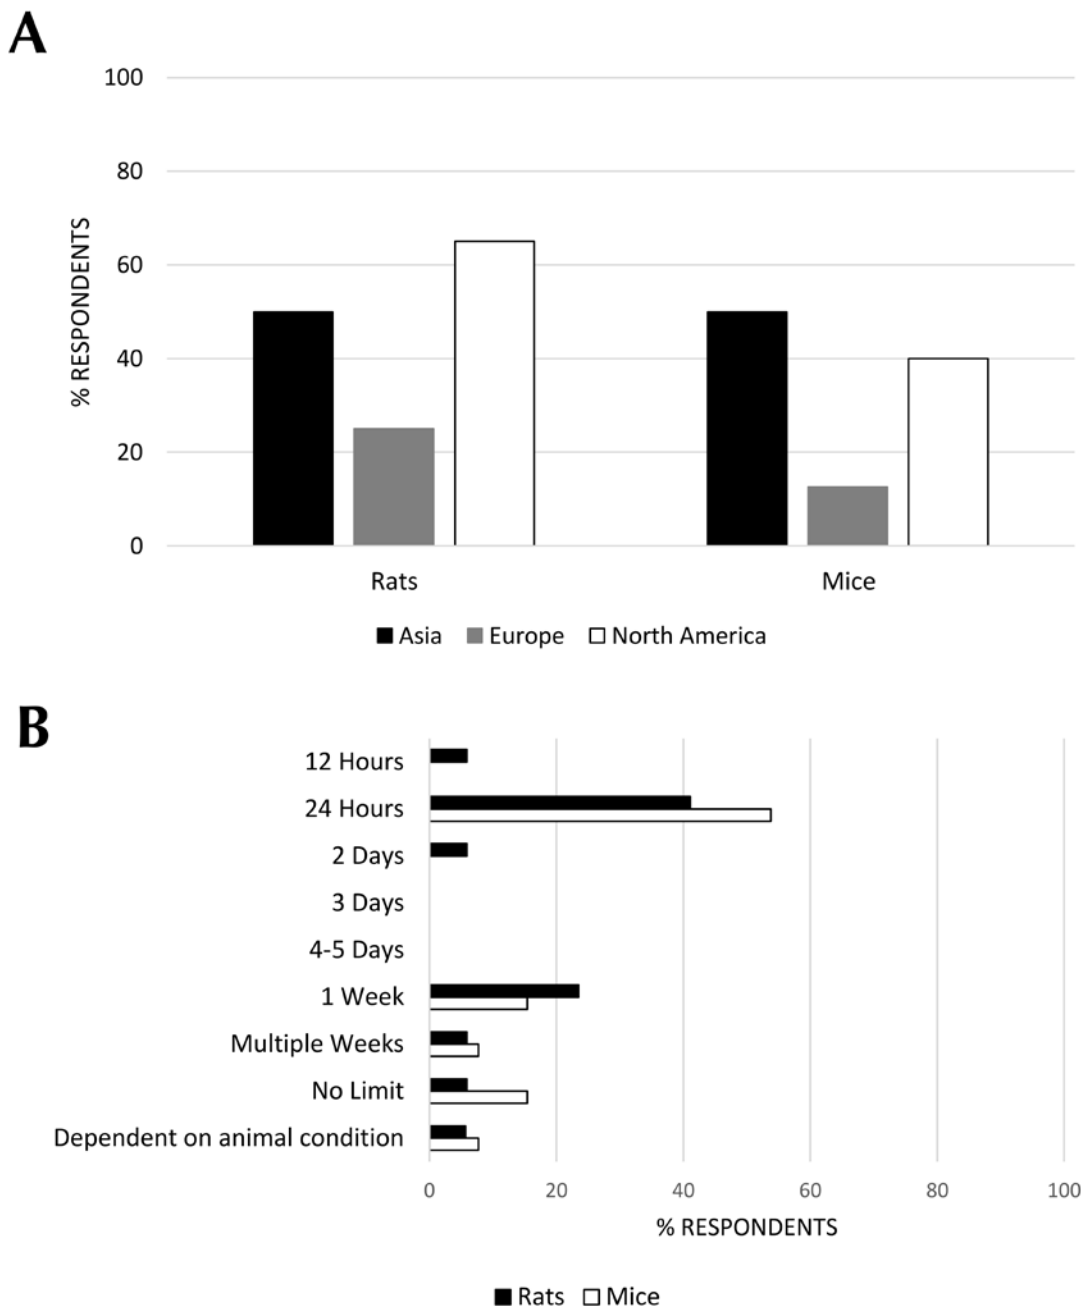 A
100
80
60
40
20
0
% RESPONDENTS
Rats Mice
Asia Europe North America
B
12 Hours
24 Hours
2 Days
3 Days
4-5 Days
1 Week
Multiple Weeks
No Limit
Dependent on animal condition
0 20 40 60 80 100
% RESPONDENTS
Rats Mice